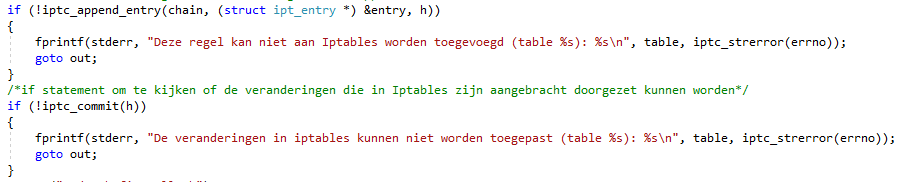 if (!iptc_append_entry(chain, (struct ipt_entry *) &entry, h))
{
fprintf(stderr, "Deze regel kan niet aan Iptables worden toegevoegd (table %s): %s\n", table, iptc_strerror(errno));
goto out;
}
/*if statement om te kijken of de veranderingen die in Iptables zijn aangebracht doorgezet kunnen worden*/
if (!iptc_commit(h))
{
fprintf(stderr, "De veranderingen in iptables kunnen niet worden toegepast (table %s): %s\n", table, iptc_strerror(errno));
goto out;
}